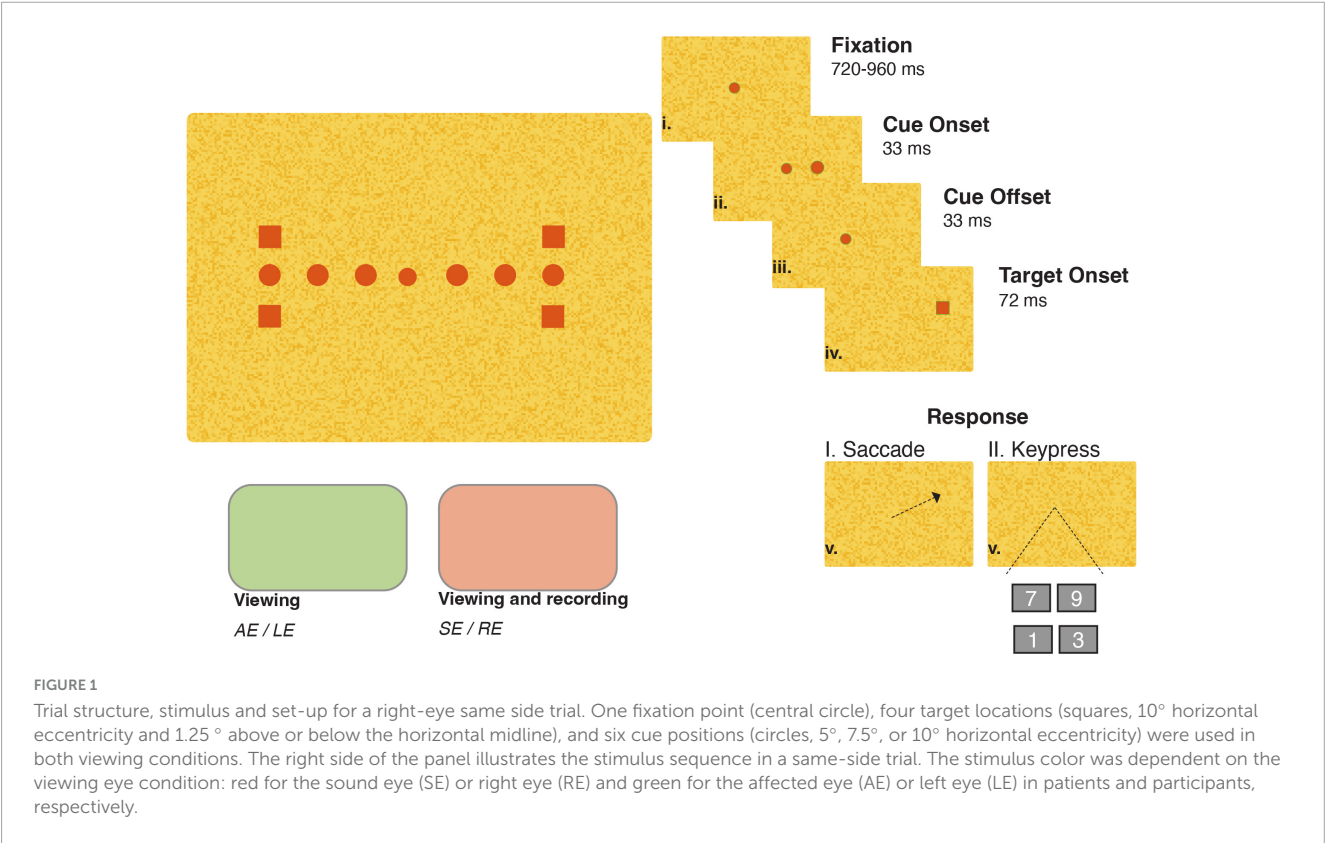 Fixation
720-960 ms
i.
Cue Onset
33 ms
ii.
Cue Offset
33 ms
iii.
Target Onset
72 ms
iv.
Response
I. Saccade
II. Keypress
v.
v.
7 9
1 3
Viewing
AE / LE
Viewing and recording
SE / RE
FIGURE 1
Trial structure, stimulus and set-up for a right-eye same side trial. One fixation point (central circle), four target locations (squares, 10° horizontal
eccentricity and 1.25 ° above or below the horizontal midline), and six cue positions (circles, 5°, 7.5°, or 10° horizontal eccentricity) were used in
both viewing conditions. The right side of the panel illustrates the stimulus sequence in a same-side trial. The stimulus color was dependent on the
viewing eye condition: red for the sound eye (SE) or right eye (RE) and green for the affected eye (AE) or left eye (LE) in patients and participants,
respectively.